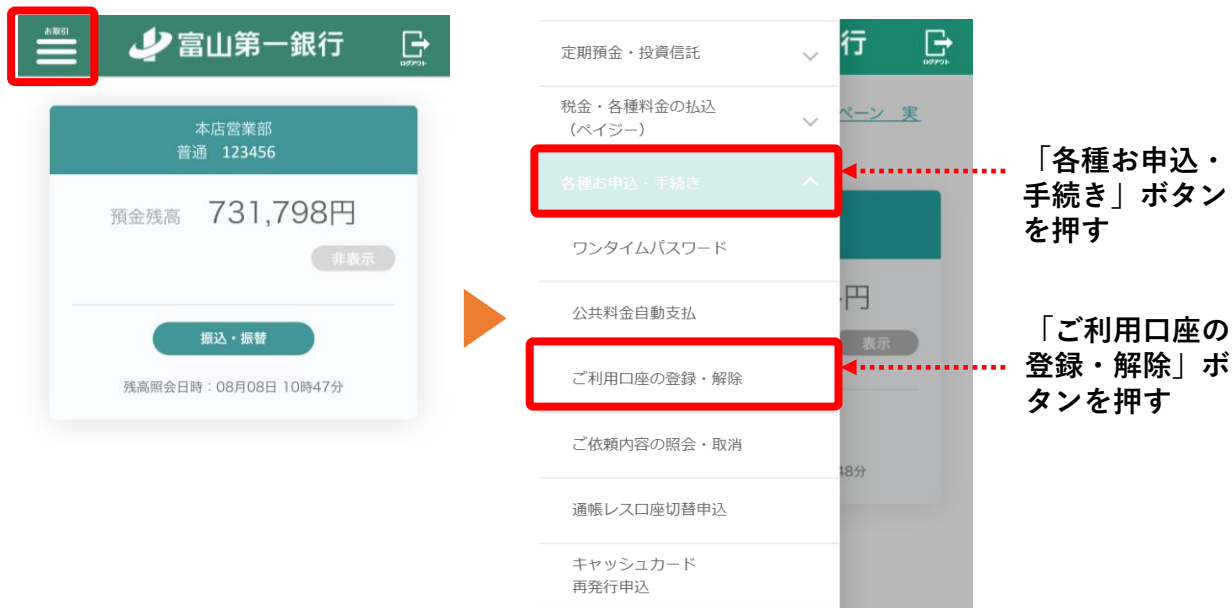 お取引
富山第一銀行
ログアウト
本店営業部
普通 123456
預金残高 731,798円
非表示
振込・振替
残高照会日時：08月08日 10時47分
定期預金・投資信託
税金・各種料金の払込
（ペイジー）
各種お申込・手続き
ワンタイムパスワード
公共料金自動支払
ご利用口座の登録・解除
ご依頼内容の照会・取消
通帳レス口座切替申込
キャッシュカード
再発行申込
行
ログアウト
ペーン 実
円
表示
48分
「各種お申込・
手続き」ボタン
を押す
「ご利用口座の
登録・解除」ボ
タンを押す